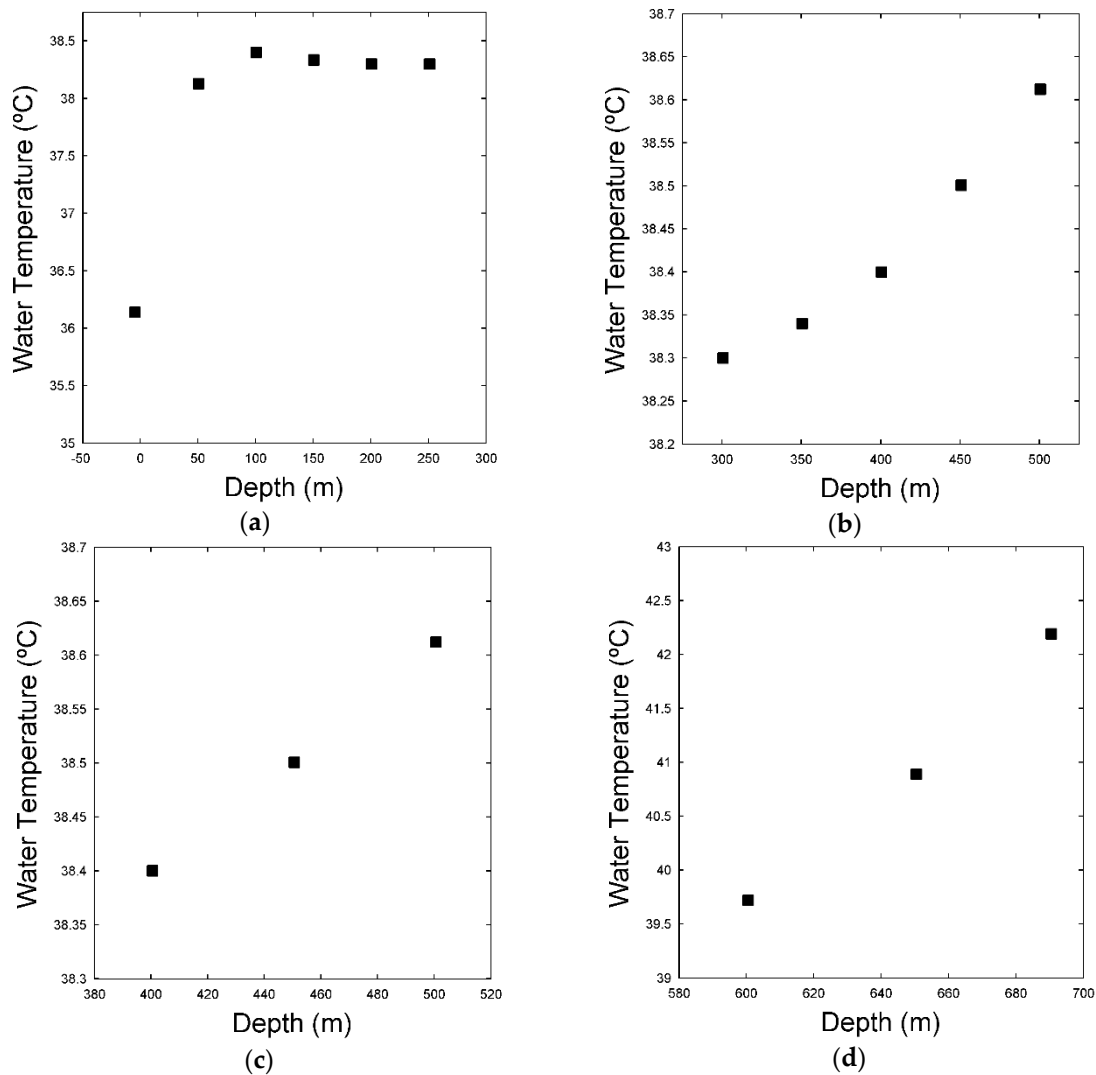 38.5
38
37.5
37
36.5
36
35.5
35
-50 0 50 100 150 200 250 300
Water Temperature (ºC)
Depth (m)
(a)
38.7
38.65
38.6
38.55
38.5
38.45
38.4
38.35
38.3
38.25
38.2
300 350 400 450 500
Water Temperature (ºC)
Depth (m)
(b)
38.7
38.65
38.6
38.55
38.5
38.45
38.4
38.35
38.3
380 400 420 440 460 480 500 520
Water Temperature (ºC)
Depth (m)
(c)
43
42.5
42
41.5
41
40.5
40
39.5
39
580 600 620 640 660 680 700
Water Temperature (ºC)
Depth (m)
(d)